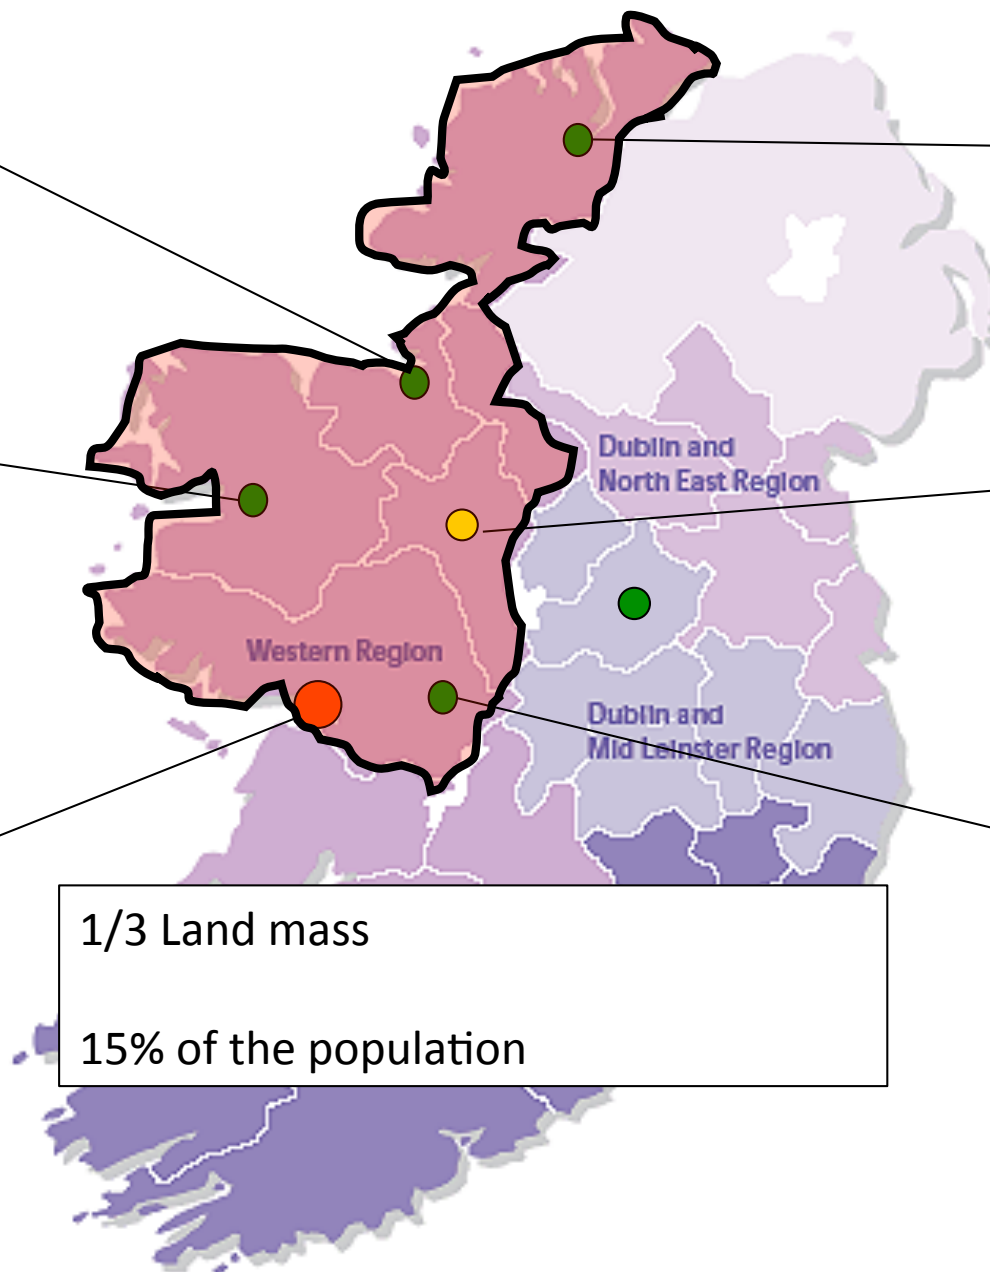 Dublin and
North East Region
Western Region
Dublin and
Mid Leinster Region
1/3 Land mass
15% of the population